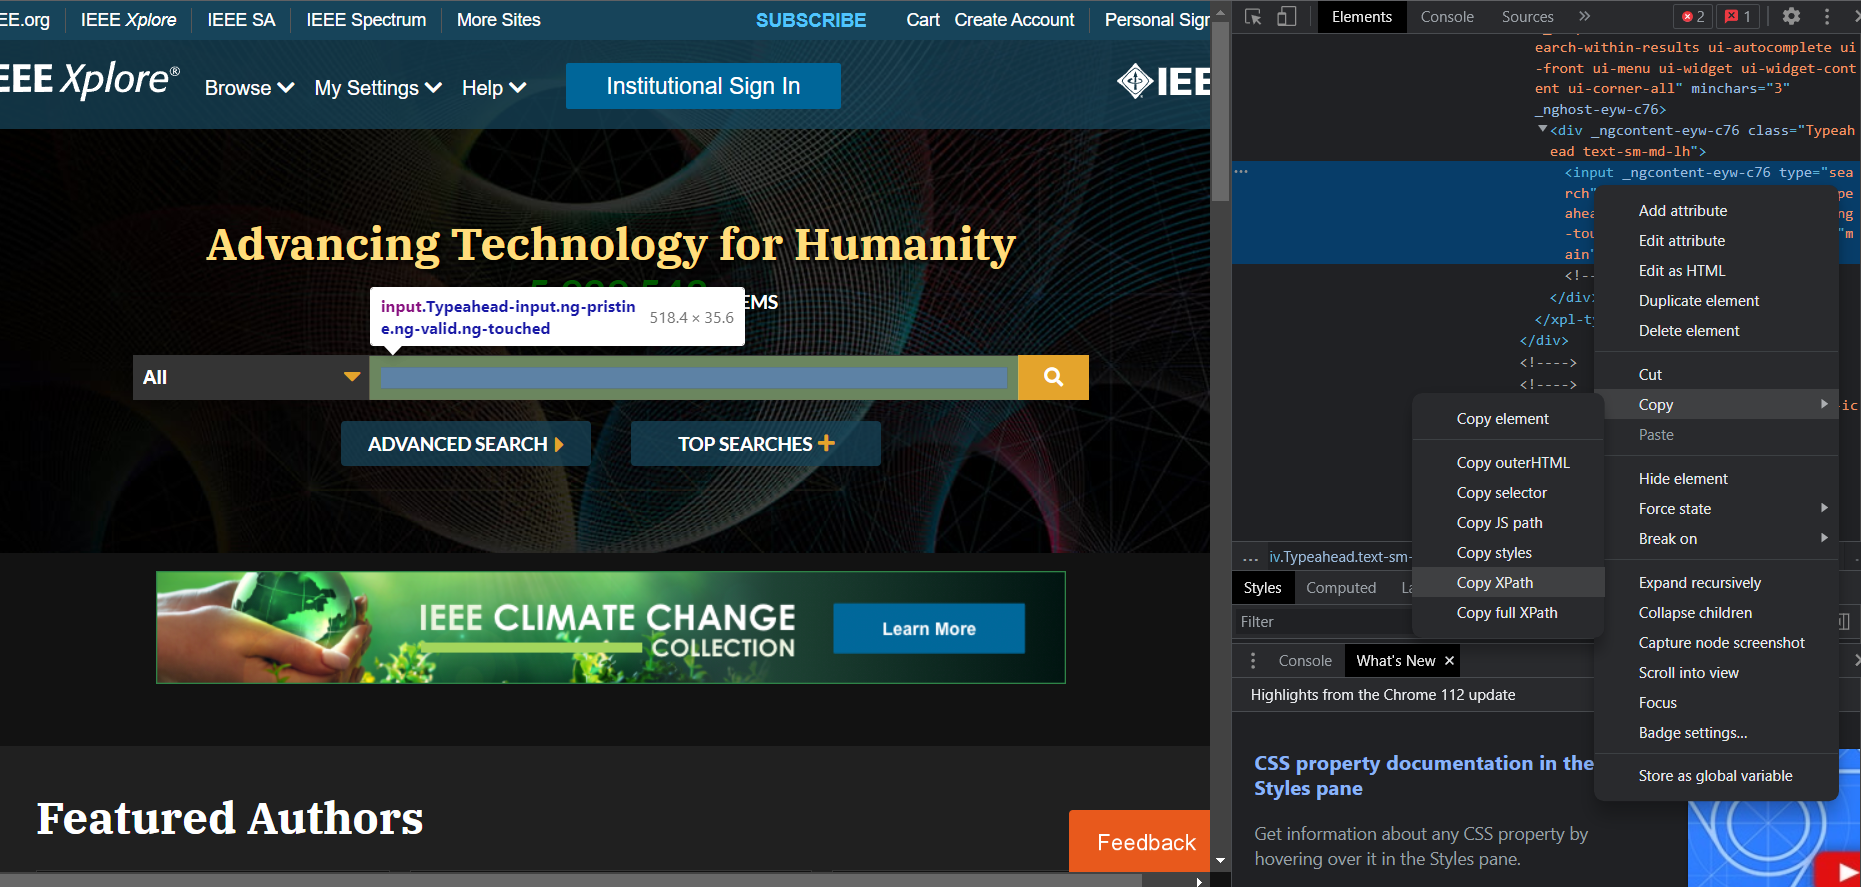 EE.org
IEEE Xplore
IEEE SA
IEEE Spectrum
More Sites
SUBSCRIBE
Cart
Create Account
Personal Sign
IEEE Xplore®
Browse
My Settings
Help
Institutional Sign In
IEE
Advancing Technology for Humanity
EMS
input.Typeahead-input.ng-pristin
e.ng-valid.ng-touched
518.4 × 35.6
All
ADVANCED SEARCH
TOP SEARCHES
IEEE CLIMATE CHANGE
COLLECTION
Learn More
Featured Authors
Feedback
Elements
Console
Sources
2
1
earch-within-results ui-autocomplete ui
-front ui-menu ui-widget ui-widget-cont
ent ui-corner-all" minchars="3"
_nghost-eyw-c76>
<div _ngcontent-eyw-c76 class="Typeah
ead text-sm-md-lh">
<input _ngcontent-eyw-c76 type="sea
rch"
pe
ahea
ng
-tou
"m
ain"
<!--
</div>
</xpl-ty
</div>
<!---->
<!---->
-ic
Add attribute
Edit attribute
Edit as HTML
Duplicate element
Delete element
Cut
Copy
Paste
Hide element
Force state
Break on
Expand recursively
Collapse children
Capture node screenshot
Scroll into view
Focus
Badge settings...
Store as global variable
Copy element
Copy outerHTML
Copy selector
Copy JS path
Copy styles
Copy XPath
Copy full XPath
...
iv.Typeahead.text-sm-
Styles
Computed
La
Filter
Console
What's New
Highlights from the Chrome 112 update
CSS property documentation in the
Styles pane
Get information about any CSS property by
hovering over it in the Styles pane.